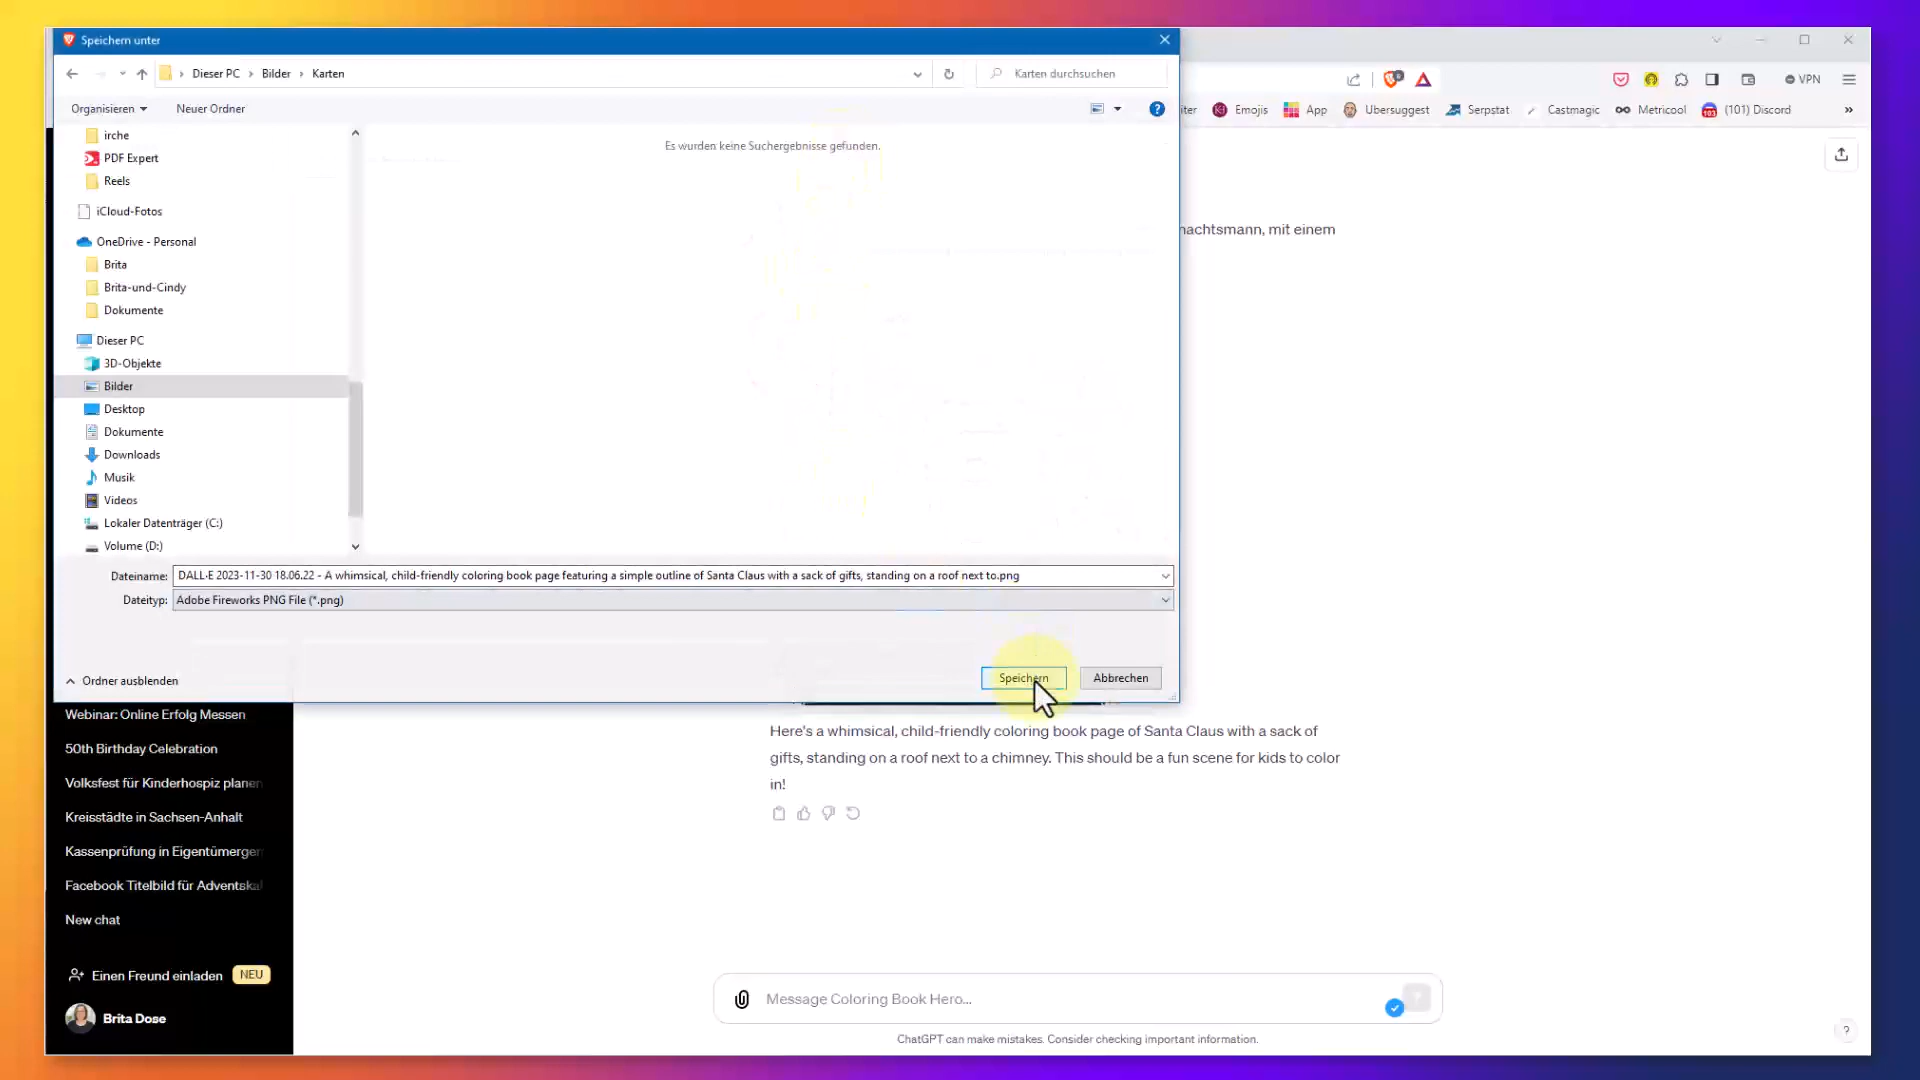 Speichern unter
Dieser PC › Bilder › Karten
Karten durchsuchen
VPN
Organisieren
Neuer Ordner
iter
Emojis
App
Ubersuggest
Serpstat
Castmagic
Metricool
(101) Discord
»
irche
PDF Expert
Reels
iCloud-Fotos
OneDrive - Personal
Brita
Brita-und-Cindy
Dokumente
Dieser PC
3D-Objekte
Bilder
Desktop
Dokumente
Downloads
Musik
Videos
Lokaler Datenträger (C:)
Volume (D:)
Es wurden keine Suchergebnisse gefunden.
nachtsmann, mit einem
Dateiname: DALL·E 2023-11-30 18.06.22 - A whimsical, child-friendly coloring book page featuring a simple outline of Santa Claus with a sack of gifts, standing on a roof next to.png
Dateityp: Adobe Fireworks PNG File (*.png)
Ordner ausblenden
Speichern
Abbrechen
Webinar: Online Erfolg Messen
50th Birthday Celebration
Volksfest für Kinderhospiz planen
Kreisstädte in Sachsen-Anhalt
Kassenprüfung in Eigentümergem
Facebook Titelbild für Adventskal
New chat
Einen Freund einladen NEU
Brita Dose
Here's a whimsical, child-friendly coloring book page of Santa Claus with a sack of
gifts, standing on a roof next to a chimney. This should be a fun scene for kids to color
in!
Message Coloring Book Hero...
ChatGPT can make mistakes. Consider checking important information.
?